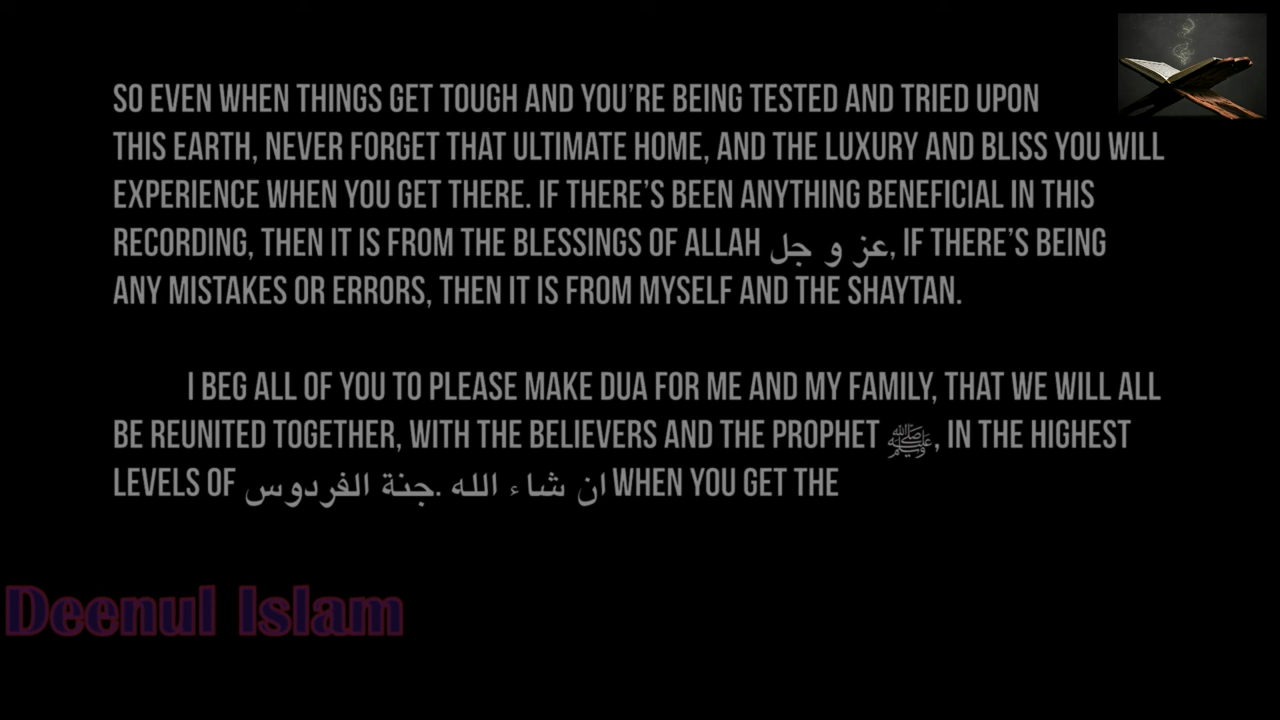 SO EVEN WHEN THINGS GET TOUGH AND YOU'RE BEING TESTED AND TRIED UPON
THIS EARTH, NEVER FORGET THAT ULTIMATE HOME, AND THE LUXURY AND BLISS YOU WILL
EXPERIENCE WHEN YOU GET THERE. IF THERE'S BEEN ANYTHING BENEFICIAL IN THIS
RECORDING, THEN IT IS FROM THE BLESSINGS OF ALLAH عز و جل, IF THERE'S BEING
ANY MISTAKES OR ERRORS, THEN IT IS FROM MYSELF AND THE SHAYTAN.
I BEG ALL OF YOU TO PLEASE MAKE DUA FOR ME AND MY FAMILY, THAT WE WILL ALL
BE REUNITED TOGETHER, WITH THE BELIEVERS AND THE PROPHET ﷺ, IN THE HIGHEST
LEVELS OF جنة الفردوس. ان شاء الله WHEN YOU GET THE
Deenul Islam